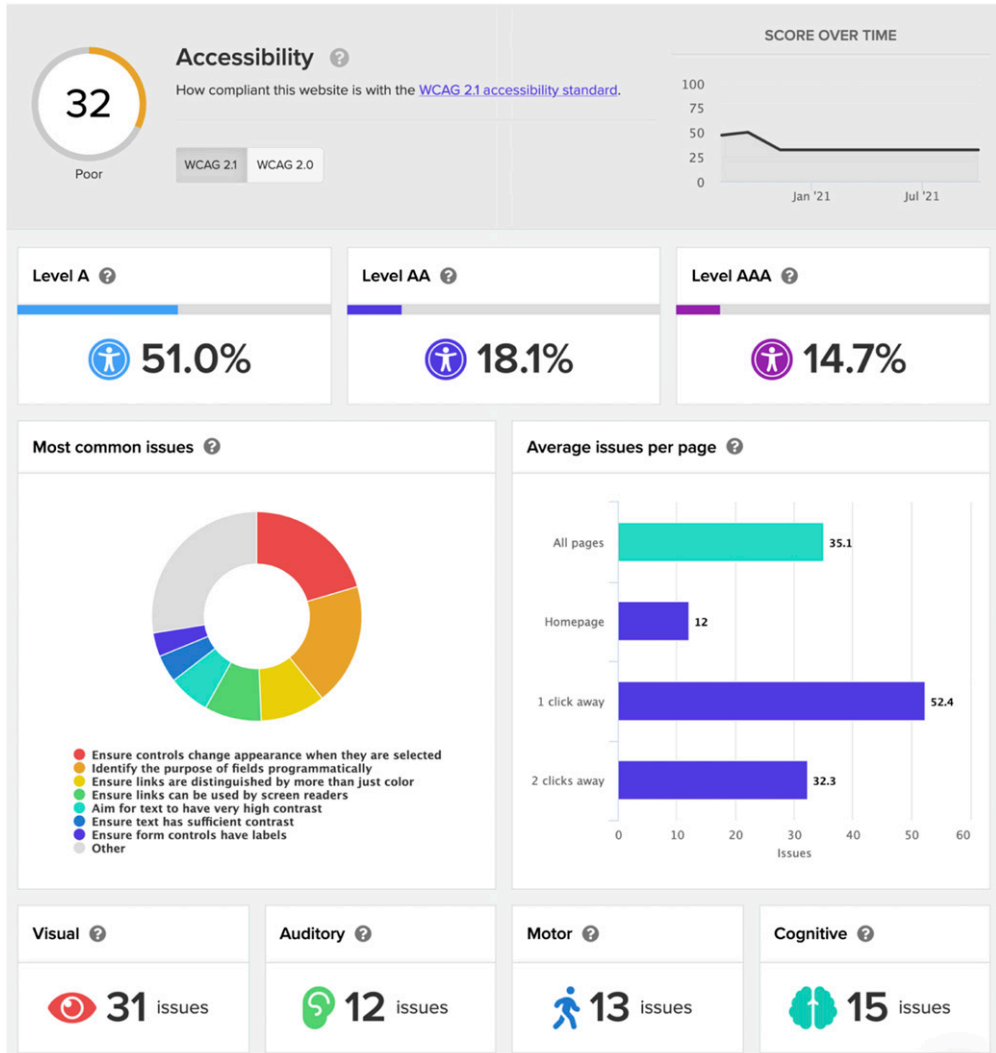 32
Poor
Accessibility ?
How compliant this website is with the WCAG 2.1 accessibility standard.
WCAG 2.1 WCAG 2.0
SCORE OVER TIME
100
75
50
25
0
Jan '21 Jul '21
Level A ?
51.0%
Level AA ?
18.1%
Level AAA ?
14.7%
Most common issues ?
Ensure controls change appearance when they are selected
Identify the purpose of fields programmatically
Ensure links are distinguished by more than just color
Ensure links can be used by screen readers
Aim for text to have very high contrast
Ensure text has sufficient contrast
Ensure form controls have labels
Other
Average issues per page ?
All pages 35.1
Homepage 12
1 click away 52.4
2 clicks away 32.3
0 10 20 30 40 50 60
Issues
Visual ?
31 issues
Auditory ?
12 issues
Motor ?
13 issues
Cognitive ?
15 issues